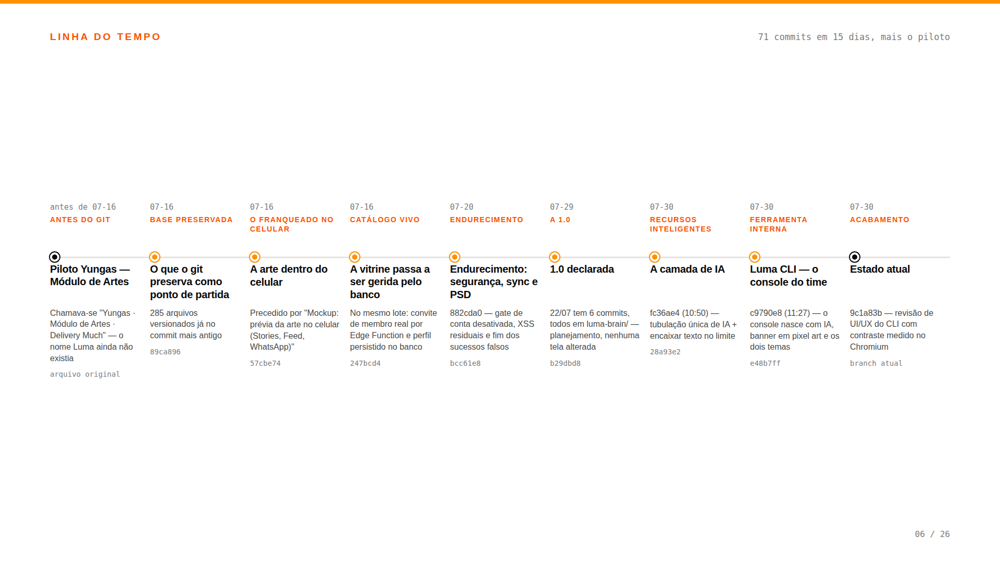 LINHA DO TEMPO
71 commits em 15 dias, mais o piloto
antes de 07-16
ANTES DO GIT
Piloto Yungas —
Módulo de Artes
Chamava-se "Yungas ·
Módulo de Artes ·
Delivery Much" — o
nome Luma ainda não
existia
arquivo original
07-16
BASE PRESERVADA
O que o git
preserva como
ponto de partida
285 arquivos
versionados já no
commit mais antigo
89ca896
07-16
O FRANQUEADO NO
CELULAR
A arte dentro do
celular
Precedido por "Mockup:
prévia da arte no celular
(Stories, Feed,
WhatsApp)"
57cbe74
07-16
CATÁLOGO VIVO
A vitrine passa a
ser gerida pelo
banco
No mesmo lote: convite
de membro real por
Edge Function e perfil
persistido no banco
247bcd4
07-20
ENDURECIMENTO
Endurecimento:
segurança, sync e
PSD
882cda0 — gate de
conta desativada, XSS
residuais e fim dos
sucessos falsos
bcc61e8
07-29
A 1.0
1.0 declarada
22/07 tem 6 commits,
todos em luma-brain/ —
planejamento, nenhuma
tela alterada
b29dbd8
07-30
RECURSOS
INTELIGENTES
A camada de IA
fc36ae4 (10:50) —
tubulação única de IA +
encaixar texto no limite
28a93e2
07-30
FERRAMENTA
INTERNA
Luma CLI — o
console do time
c9790e8 (11:27) — o
console nasce com IA,
banner em pixel art e os
dois temas
e48b7ff
07-30
ACABAMENTO
Estado atual
9c1a83b — revisão de
UI/UX do CLI com
contraste medido no
Chromium
branch atual
06 / 26